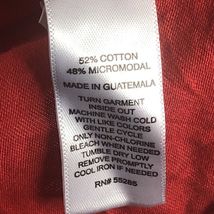 52% COTTON
48% MICROMODAL
MADE IN GUATEMALA
TURN GARMENT
INSIDE OUT
MACHINE WASH COLD
WITH LIKE COLORS
GENTLE CYCLE
ONLY NON-CHLORINE
BLEACH WHEN NEEDED
TUMBLE DRY LOW
REMOVE PROMPTLY
COOL IRON IF NEEDED
RN# 55285